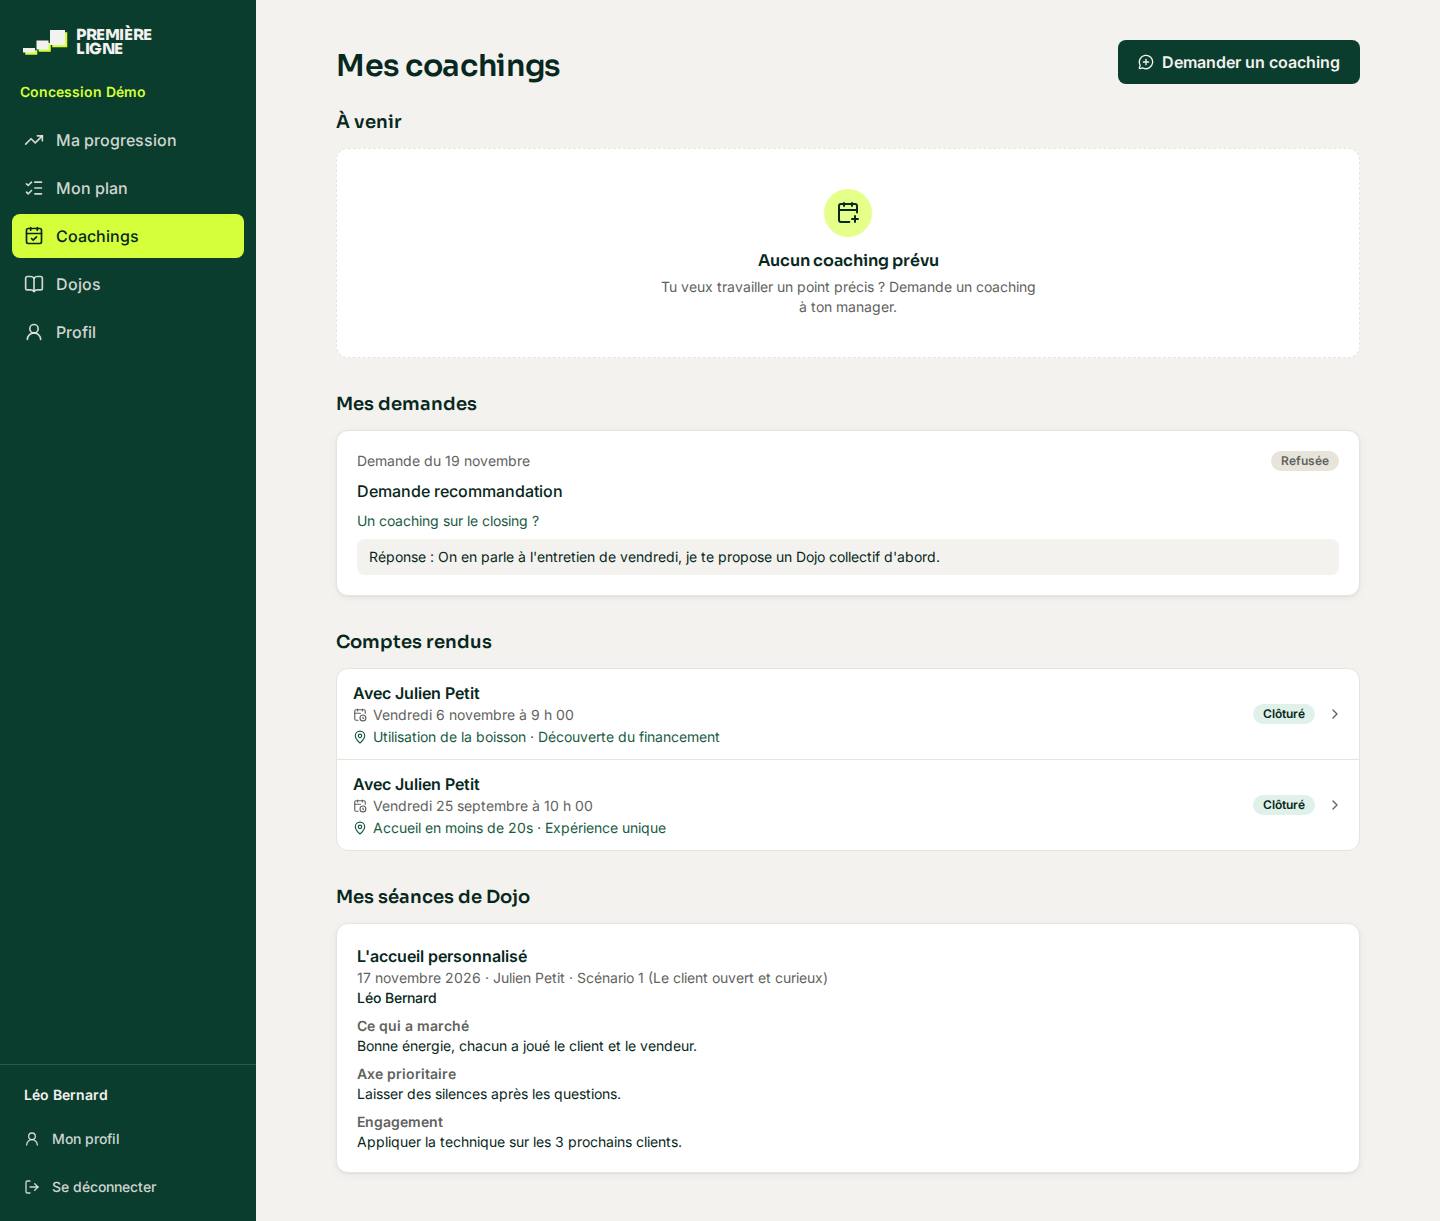 PREMIÈRE
LIGNE
Concession Démo
Ma progression
Mon plan
Coachings
Dojos
Profil
Léo Bernard
Mon profil
Se déconnecter
Mes coachings
Demander un coaching
À venir
Aucun coaching prévu
Tu veux travailler un point précis ? Demande un coaching
à ton manager.
Mes demandes
Demande du 19 novembre
Refusée
Demande recommandation
Un coaching sur le closing ?
Réponse : On en parle à l'entretien de vendredi, je te propose un Dojo collectif d'abord.
Comptes rendus
Avec Julien Petit
Vendredi 6 novembre à 9 h 00
Utilisation de la boisson · Découverte du financement
Clôturé
Avec Julien Petit
Vendredi 25 septembre à 10 h 00
Accueil en moins de 20s · Expérience unique
Clôturé
Mes séances de Dojo
L'accueil personnalisé
17 novembre 2026 · Julien Petit · Scénario 1 (Le client ouvert et curieux)
Léo Bernard
Ce qui a marché
Bonne énergie, chacun a joué le client et le vendeur.
Axe prioritaire
Laisser des silences après les questions.
Engagement
Appliquer la technique sur les 3 prochains clients.